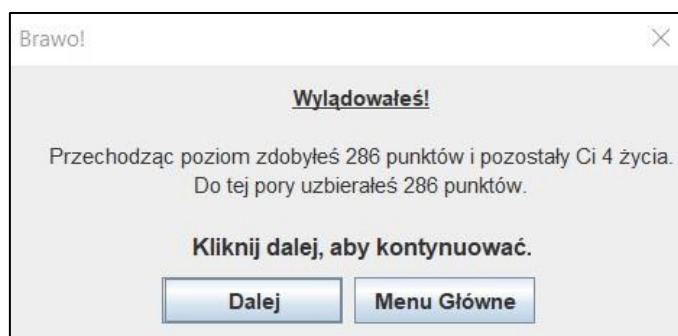 Brawo!
Wylądowałeś!
Przechodząc poziom zdobyłeś 286 punktów i pozostały Ci 4 życia.
Do tej pory uzbierałeś 286 punktów.
Kliknij dalej, aby kontynuować.
Dalej
Menu Główne